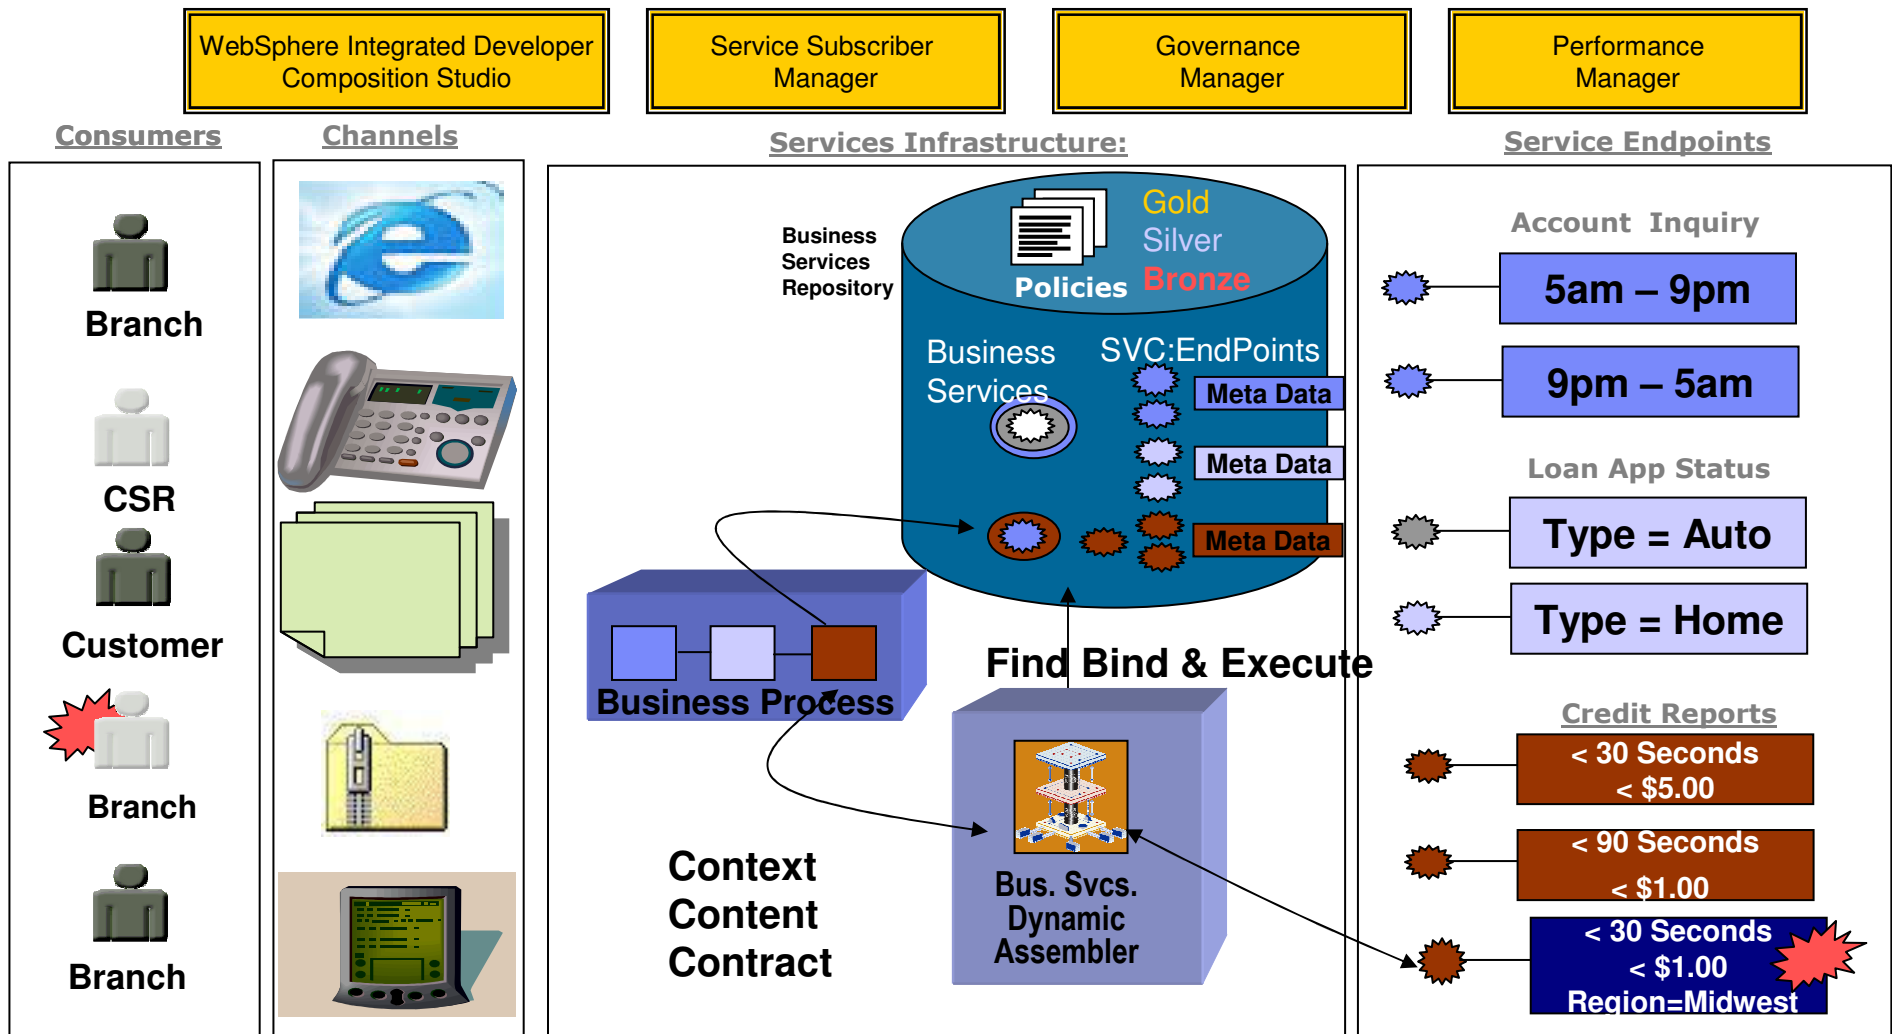 WebSphere Integrated Developer
Composition Studio
Service Subscriber
Manager
Governance
Manager
Performance
Manager
Consumers
Channels
Services Infrastructure:
Service Endpoints
Branch
CSR
Customer
Branch
Branch
Business
Services
Repository
Policies
Gold
Silver
Bronze
Business
Services
SVC:EndPoints
Meta Data
Meta Data
Meta Data
Business Process
Find Bind & Execute
Context
Content
Contract
Bus. Svcs.
Dynamic
Assembler
Account Inquiry
5am – 9pm
9pm – 5am
Loan App Status
Type = Auto
Type = Home
Credit Reports
< 30 Seconds
< $5.00
< 90 Seconds
< $1.00
< 30 Seconds
< $1.00
Region=Midwest